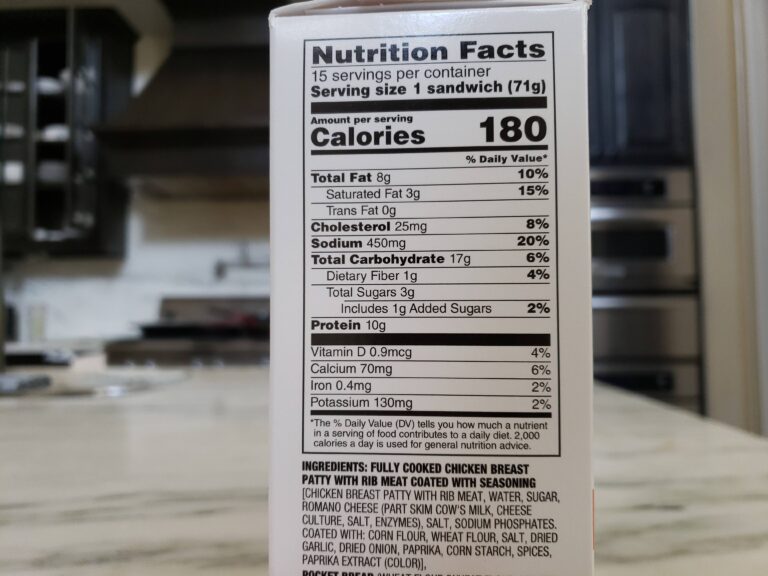 Nutrition Facts
15 servings per container
Serving size 1 sandwich (71g)
Amount per serving
Calories 180
% Daily Value*
Total Fat 8g 10%
Saturated Fat 3g 15%
Trans Fat 0g
Cholesterol 25mg 8%
Sodium 450mg 20%
Total Carbohydrate 17g 6%
Dietary Fiber 1g 4%
Total Sugars 3g
Includes 1g Added Sugars 2%
Protein 10g
Vitamin D 0.9mcg 4%
Calcium 70mg 6%
Iron 0.4mg 2%
Potassium 130mg 2%
*The % Daily Value (DV) tells you how much a nutrient
in a serving of food contributes to a daily diet. 2,000
calories a day is used for general nutrition advice.
INGREDIENTS: FULLY COOKED CHICKEN BREAST
PATTY WITH RIB MEAT COATED WITH SEASONING
[CHICKEN BREAST PATTY WITH RIB MEAT, WATER, SUGAR,
ROMANO CHEESE (PART SKIM COW'S MILK, CHEESE
CULTURE, SALT, ENZYMES), SALT, SODIUM PHOSPHATES.
COATED WITH: CORN FLOUR, WHEAT FLOUR, SALT, DRIED
GARLIC, DRIED ONION, PAPRIKA, CORN STARCH, SPICES,
PAPRIKA EXTRACT (COLOR)],
POCKET BREAD